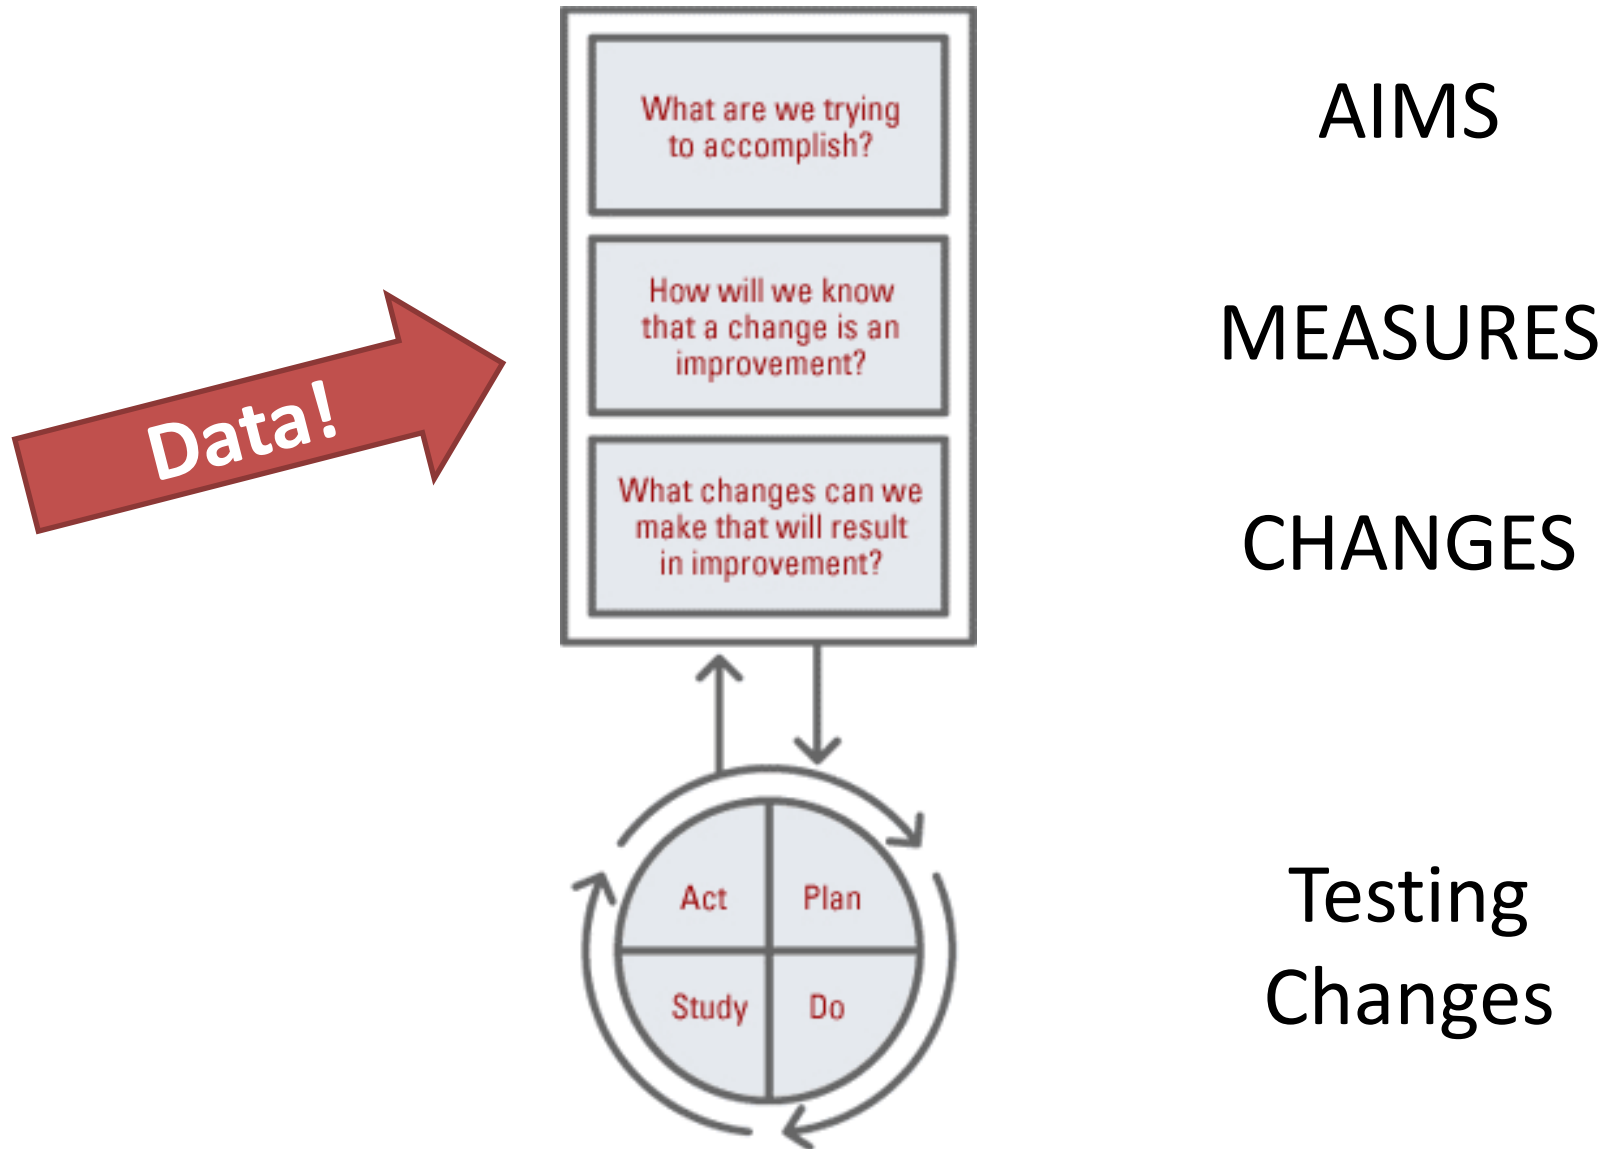 What are we trying
to accomplish?
AIMS
How will we know
that a change is an
improvement?
MEASURES
Data!
What changes can we
make that will result
in improvement?
CHANGES
Act
Plan
Study
Do
Testing
Changes